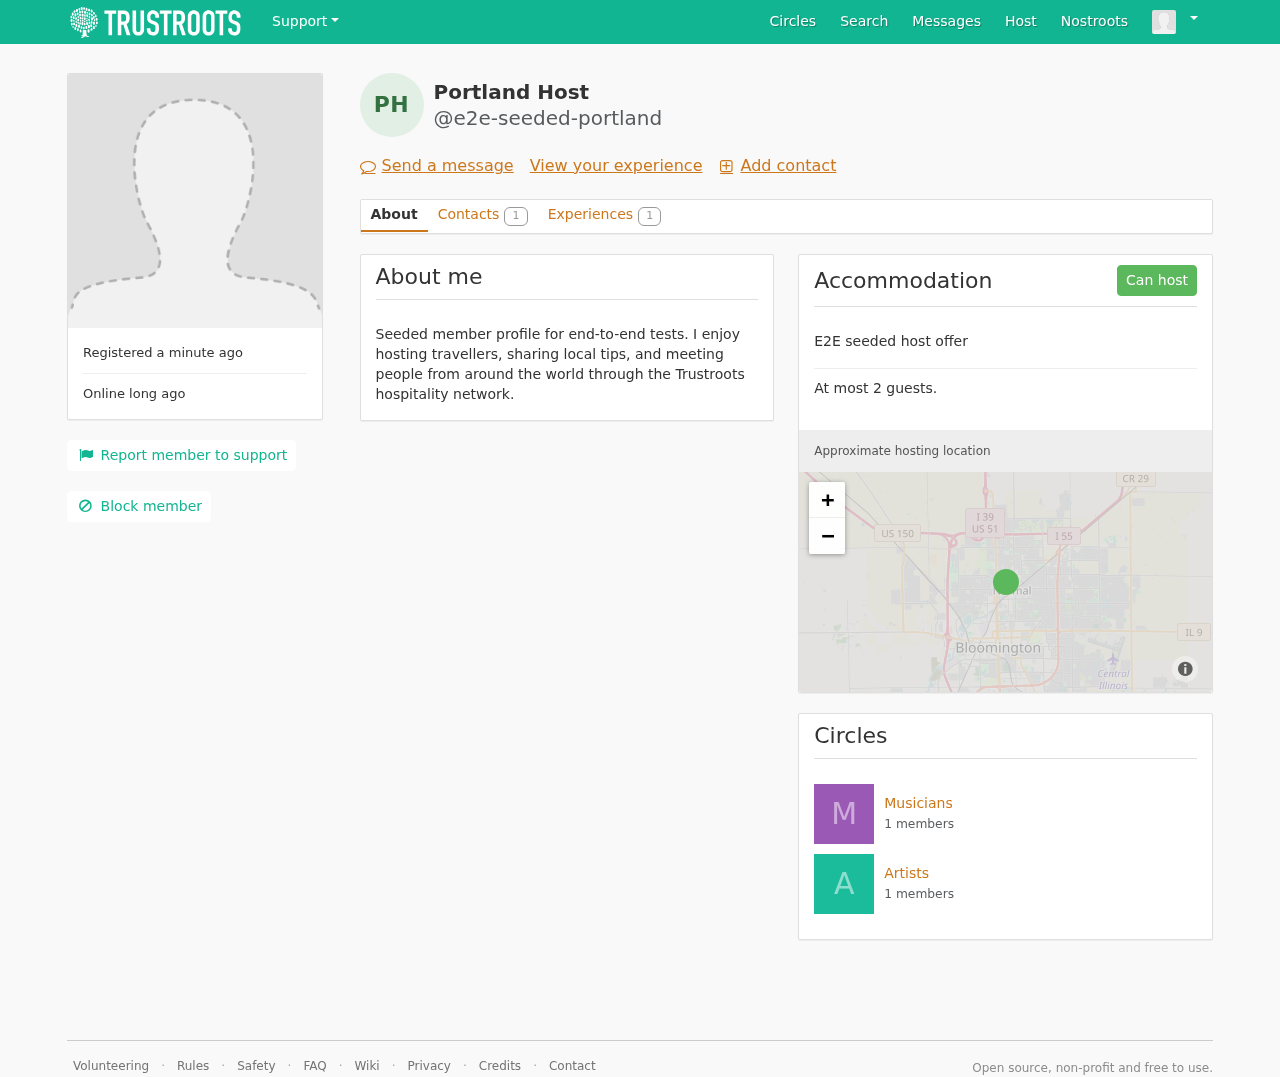 TRUSTROOTS
Support
Circles
Search
Messages
Host
Nostroots
PH
Portland Host
@e2e-seeded-portland
Send a message
View your experience
Add contact
About
Contacts 1
Experiences 1
Registered a minute ago
Online long ago
Report member to support
Block member
About me
Seeded member profile for end-to-end tests. I enjoy
hosting travellers, sharing local tips, and meeting
people from around the world through the Trustroots
hospitality network.
Accommodation
Can host
E2E seeded host offer
At most 2 guests.
Approximate hosting location
+
−
CR 29
I 39
US 51
US 150
I 55
IL 9
Bloomington
Central
Illinois
Circles
M
Musicians
1 members
A
Artists
1 members
Volunteering · Rules · Safety · FAQ · Wiki · Privacy · Credits · Contact
Open source, non-profit and free to use.